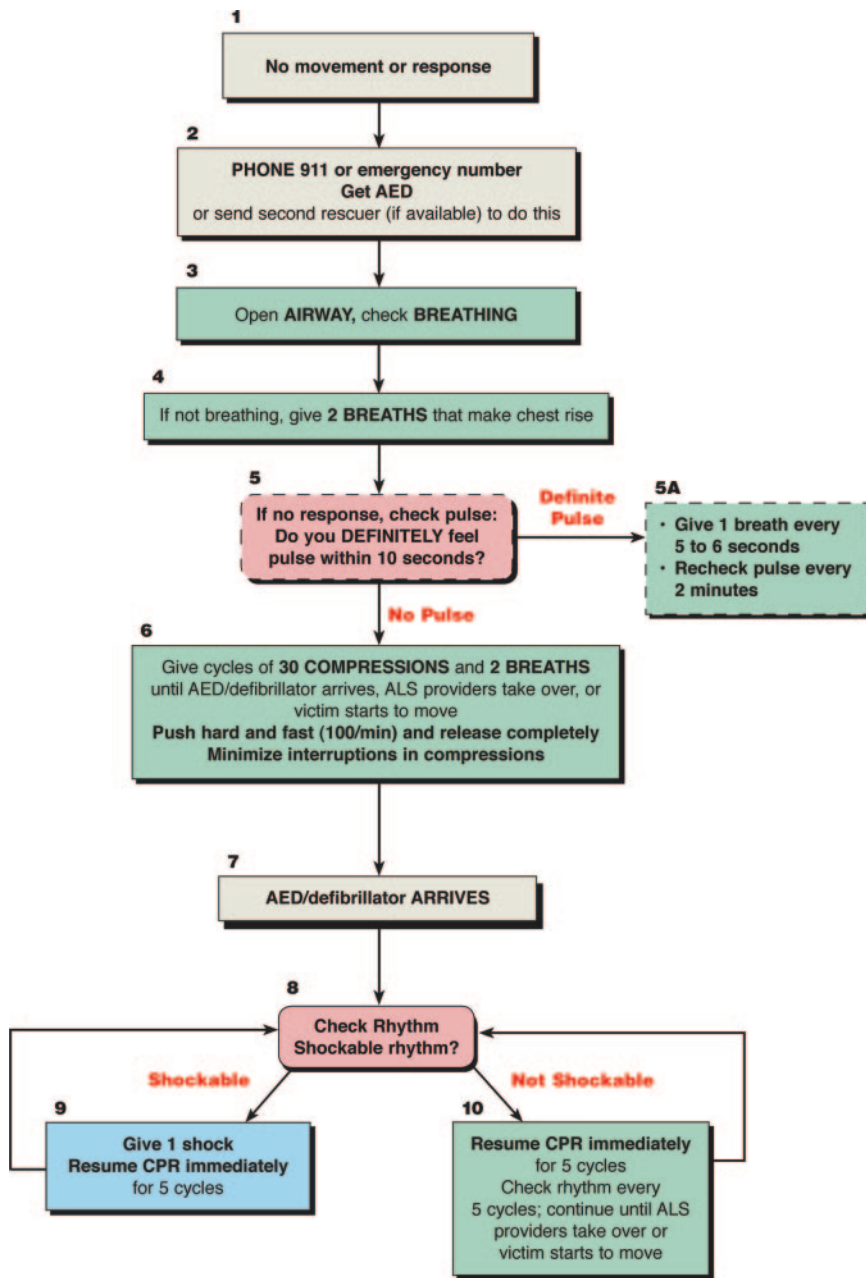 1
No movement or response
2
PHONE 911 or emergency number
Get AED
or send second rescuer (if available) to do this
3
Open AIRWAY, check BREATHING
4
If not breathing, give 2 BREATHS that make chest rise
5
If no response, check pulse:
Do you DEFINITELY feel
pulse within 10 seconds?
Definite
Pulse
5A
• Give 1 breath every
5 to 6 seconds
• Recheck pulse every
2 minutes
No Pulse
6
Give cycles of 30 COMPRESSIONS and 2 BREATHS
until AED/defibrillator arrives, ALS providers take over, or
victim starts to move
Push hard and fast (100/min) and release completely
Minimize interruptions in compressions
7
AED/defibrillator ARRIVES
8
Check Rhythm
Shockable rhythm?
Shockable
Not Shockable
9
Give 1 shock
Resume CPR immediately
for 5 cycles
10
Resume CPR immediately
for 5 cycles
Check rhythm every
5 cycles; continue until ALS
providers take over or
victim starts to move